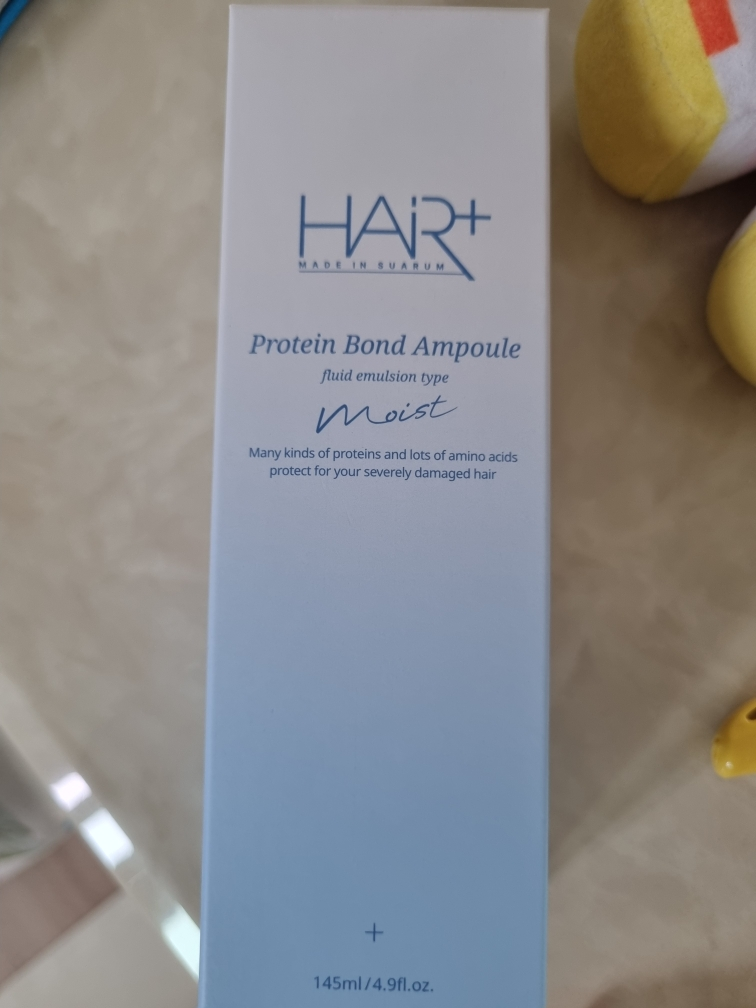 HAiR+
MADE IN SUARUM
Protein Bond Ampoule
fluid emulsion type
Moist
Many kinds of proteins and lots of amino acids
protect for your severely damaged hair
+
145ml/4.9fl.oz.